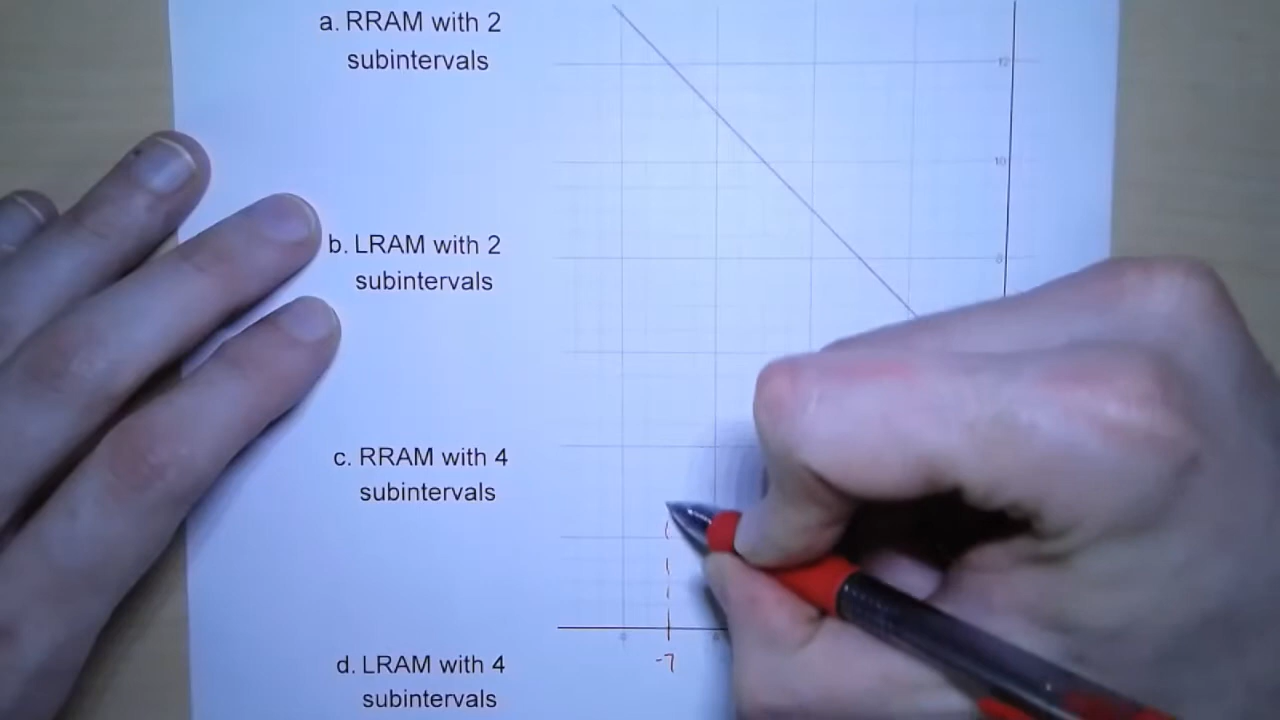 a. RRAM with 2
subintervals
12
10
b. LRAM with 2
subintervals
8
c. RRAM with 4
subintervals
-7
d. LRAM with 4
subintervals